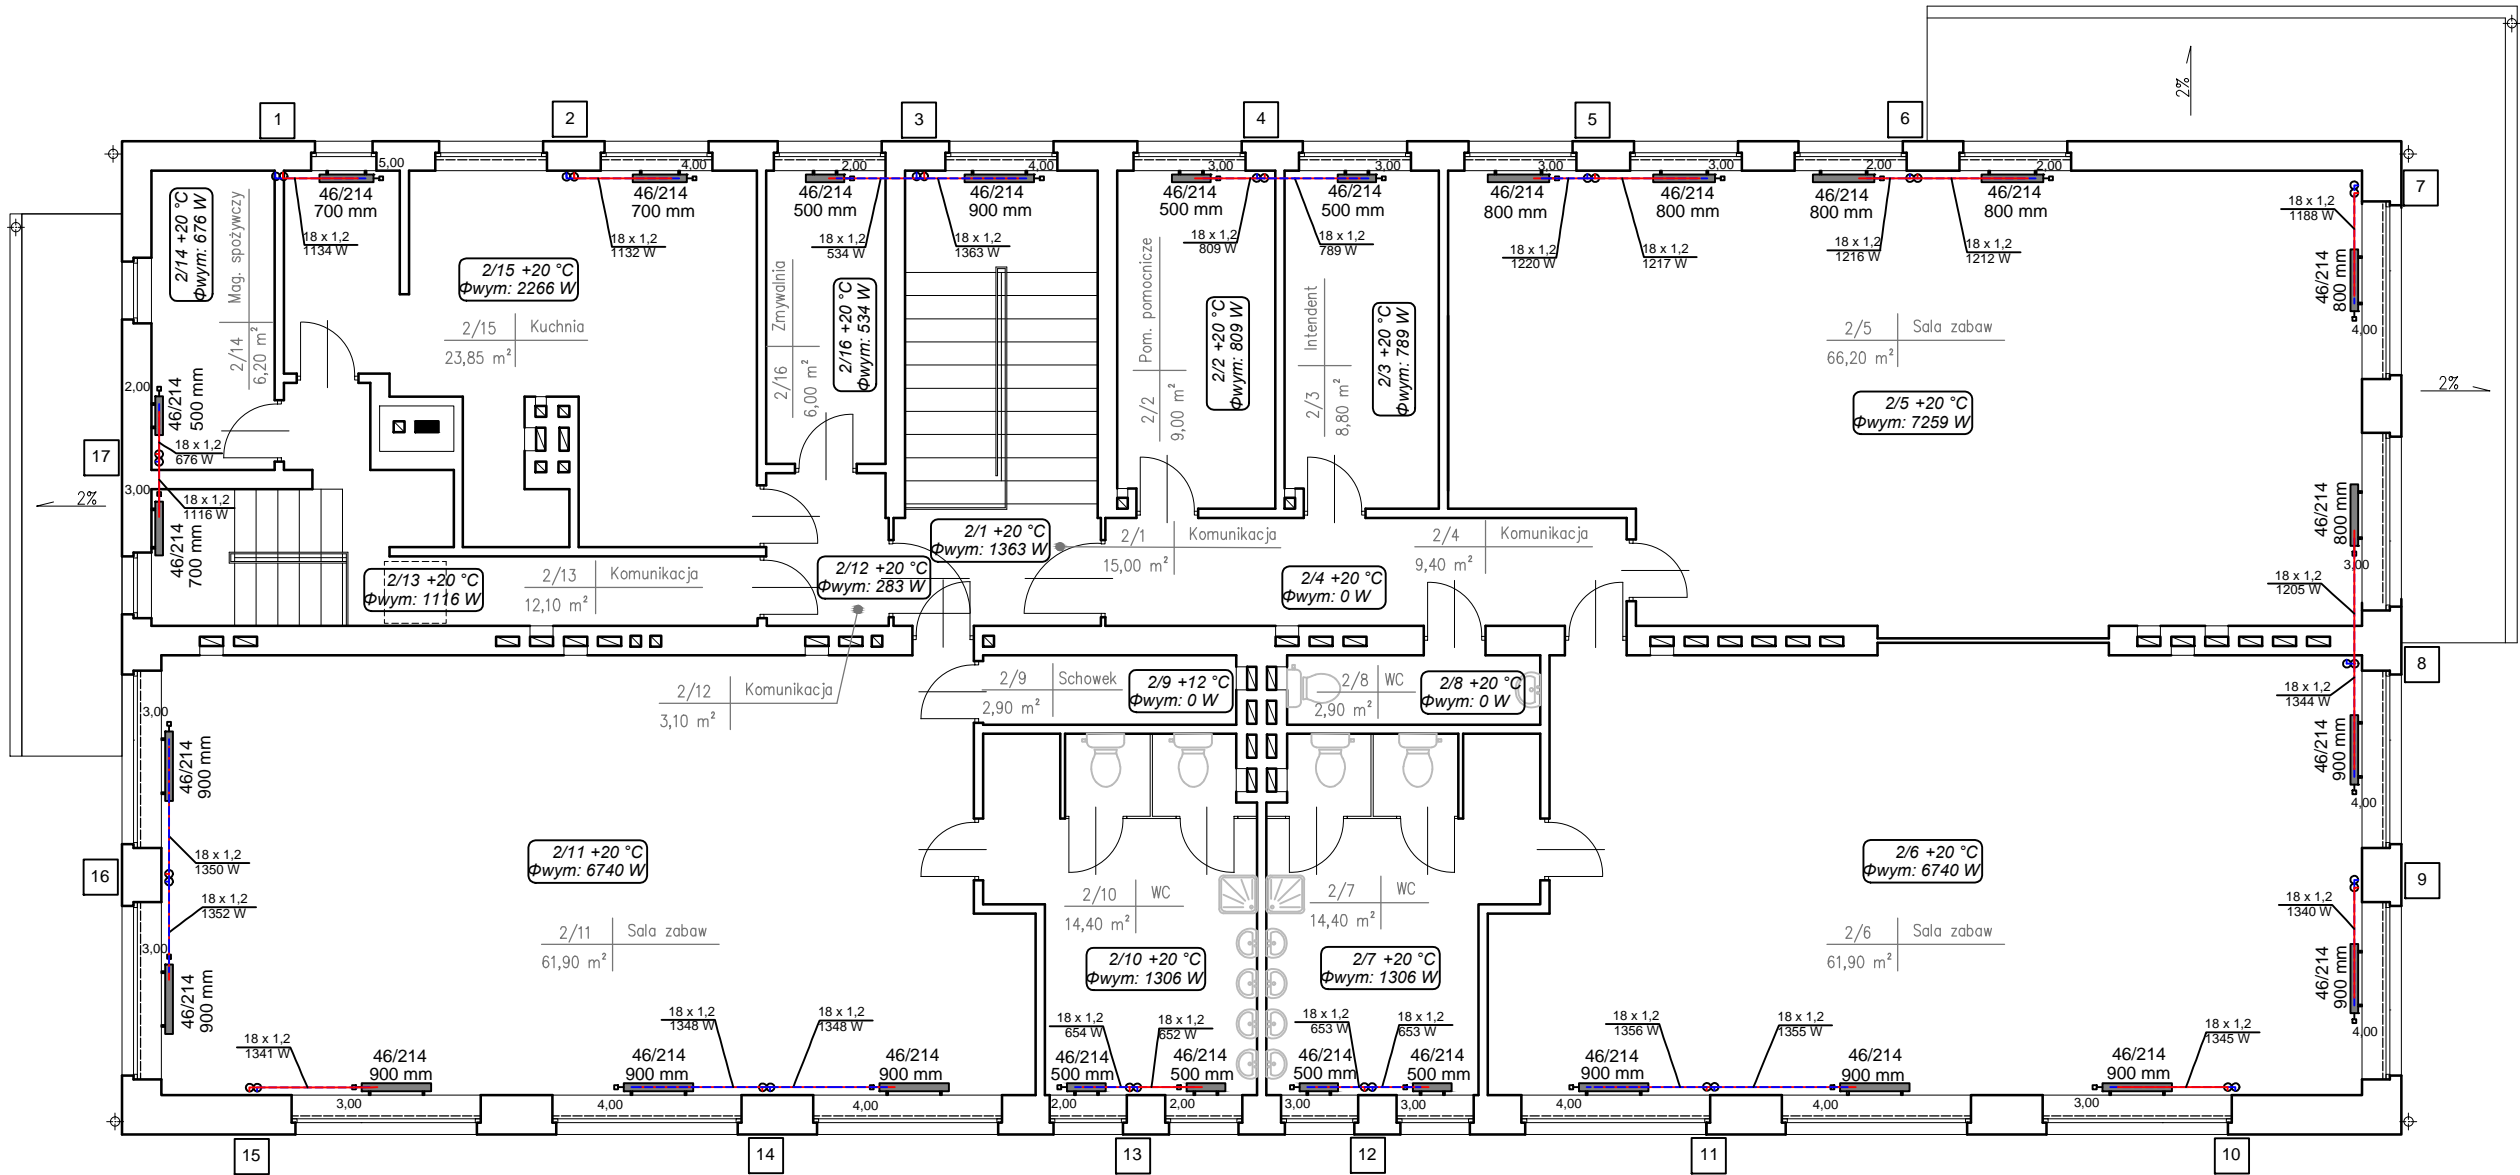 1
2
3
4
5
6
7
8
9
10
11
12
13
14
15
16
17
2%
2%
2%
5,00
46/214
700 mm
18 x 1,2
1134 W
4,00
46/214
700 mm
18 x 1,2
1132 W
2,00
46/214
500 mm
18 x 1,2
534 W
4,00
46/214
900 mm
18 x 1,2
1363 W
3,00
46/214
500 mm
18 x 1,2
809 W
3,00
46/214
500 mm
18 x 1,2
789 W
3,00
46/214
800 mm
18 x 1,2
1220 W
3,00
46/214
800 mm
18 x 1,2
1217 W
2,00
46/214
800 mm
18 x 1,2
1216 W
2,00
46/214
800 mm
18 x 1,2
1212 W
18 x 1,2
1188 W
46/214
800 mm
4,00
46/214
800 mm
3,00
18 x 1,2
1205 W
2/14 +20 °C
Φwym: 676 W
Mag. spożywczy
2/14
6,20 m²
2/15 +20 °C
Φwym: 2266 W
2/15 Kuchnia
23,85 m²
Zmywalnia
2/16
6,00 m²
2/16 +20 °C
Φwym: 534 W
Pom. pomocnicze
2/2
9,00 m²
2/2 +20 °C
Φwym: 809 W
Intendent
2/3
8,80 m²
2/3 +20 °C
Φwym: 789 W
2/5 Sala zabaw
66,20 m²
2/5 +20 °C
Φwym: 7259 W
2,00
46/214
500 mm
18 x 1,2
676 W
3,00
18 x 1,2
1116 W
46/214
700 mm
2/1 +20 °C
Φwym: 1363 W
2/1 Komunikacja
15,00 m²
2/4 Komunikacja
9,40 m²
2/4 +20 °C
Φwym: 0 W
2/12 +20 °C
Φwym: 283 W
2/13 +20 °C
Φwym: 1116 W
2/13 Komunikacja
12,10 m²
2/12 Komunikacja
3,10 m²
2/9 Schowek
2,90 m²
2/9 +12 °C
Φwym: 0 W
2/8 WC
2,90 m²
2/8 +20 °C
Φwym: 0 W
18 x 1,2
1344 W
46/214
900 mm
4,00
3,00
46/214
900 mm
18 x 1,2
1350 W
18 x 1,2
1352 W
3,00
46/214
900 mm
2/11 +20 °C
Φwym: 6740 W
2/11 Sala zabaw
61,90 m²
2/10 WC
14,40 m²
2/10 +20 °C
Φwym: 1306 W
2/7 WC
14,40 m²
2/7 +20 °C
Φwym: 1306 W
2/6 +20 °C
Φwym: 6740 W
2/6 Sala zabaw
61,90 m²
18 x 1,2
1340 W
46/214
900 mm
4,00
18 x 1,2
1341 W
46/214
900 mm
3,00
18 x 1,2
1348 W
46/214
900 mm
4,00
18 x 1,2
1348 W
46/214
900 mm
4,00
18 x 1,2
654 W
46/214
500 mm
2,00
18 x 1,2
652 W
46/214
500 mm
2,00
18 x 1,2
653 W
46/214
500 mm
3,00
18 x 1,2
653 W
46/214
500 mm
3,00
18 x 1,2
1356 W
46/214
900 mm
4,00
18 x 1,2
1355 W
46/214
900 mm
4,00
18 x 1,2
1345 W
46/214
900 mm
3,00